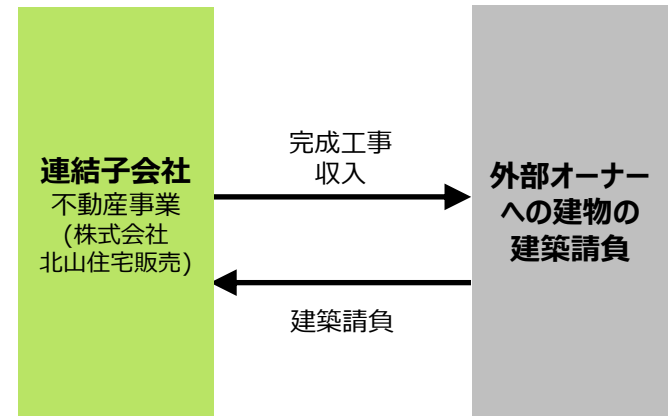 連結子会社
不動産事業
(株式会社
北山住宅販売)
完成工事
収入
建築請負
外部オーナー
への建物の
建築請負